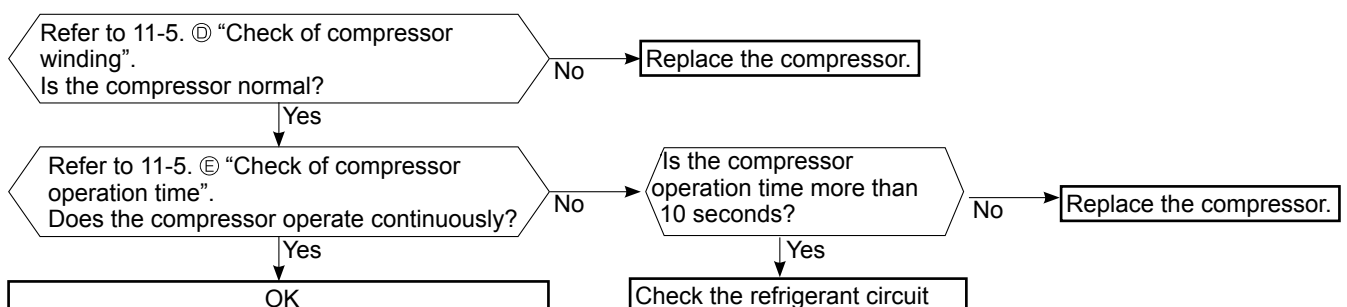 Refer to 11-5. Ⓓ “Check of compressor
winding”.
Is the compressor normal?
No
Replace the compressor.
Yes
Refer to 11-5. Ⓔ “Check of compressor
operation time”.
Does the compressor operate continuously?
No
Is the compressor
operation time more than
10 seconds?
No
Replace the compressor.
Yes
Yes
OK
Check the refrigerant circuit